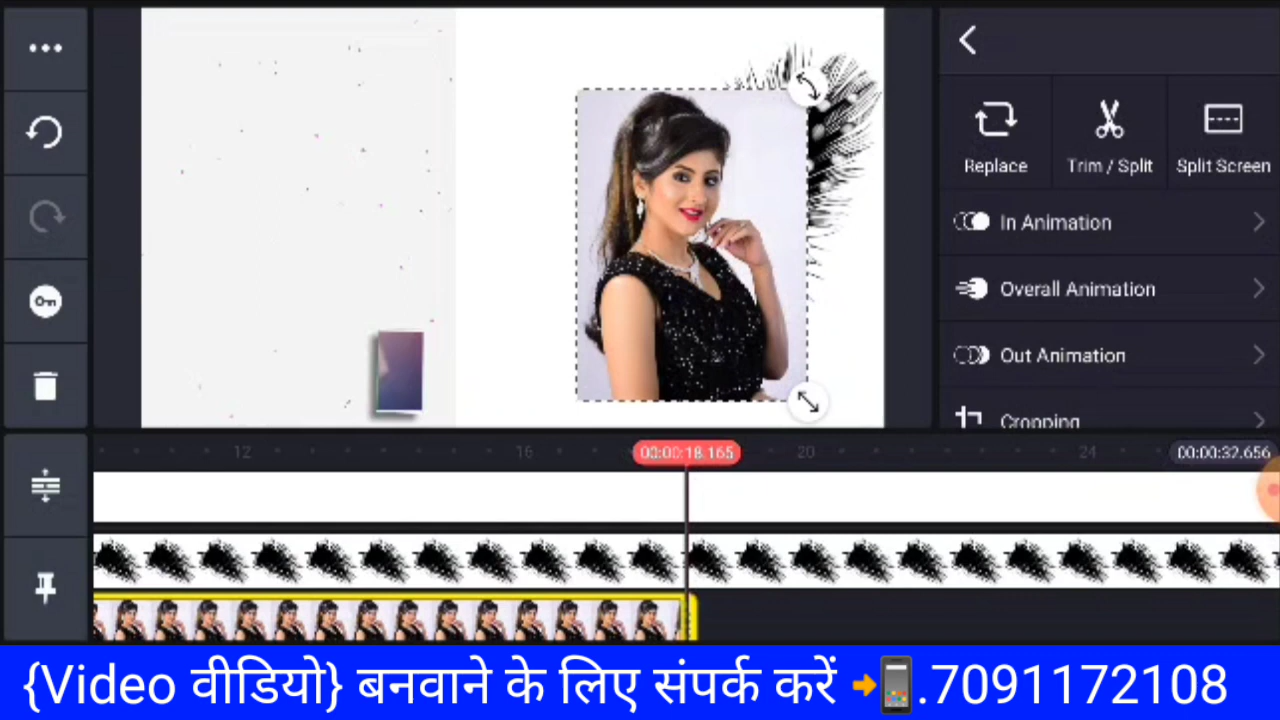 Replace
Trim / Split
Split Screen
In Animation
Overall Animation
Out Animation
Cropping
12
16
00:00:18.165
20
24
00:00:32.656
{Video वीडियो} बनवाने के लिए संपर्क करें ➜📱.7091172108